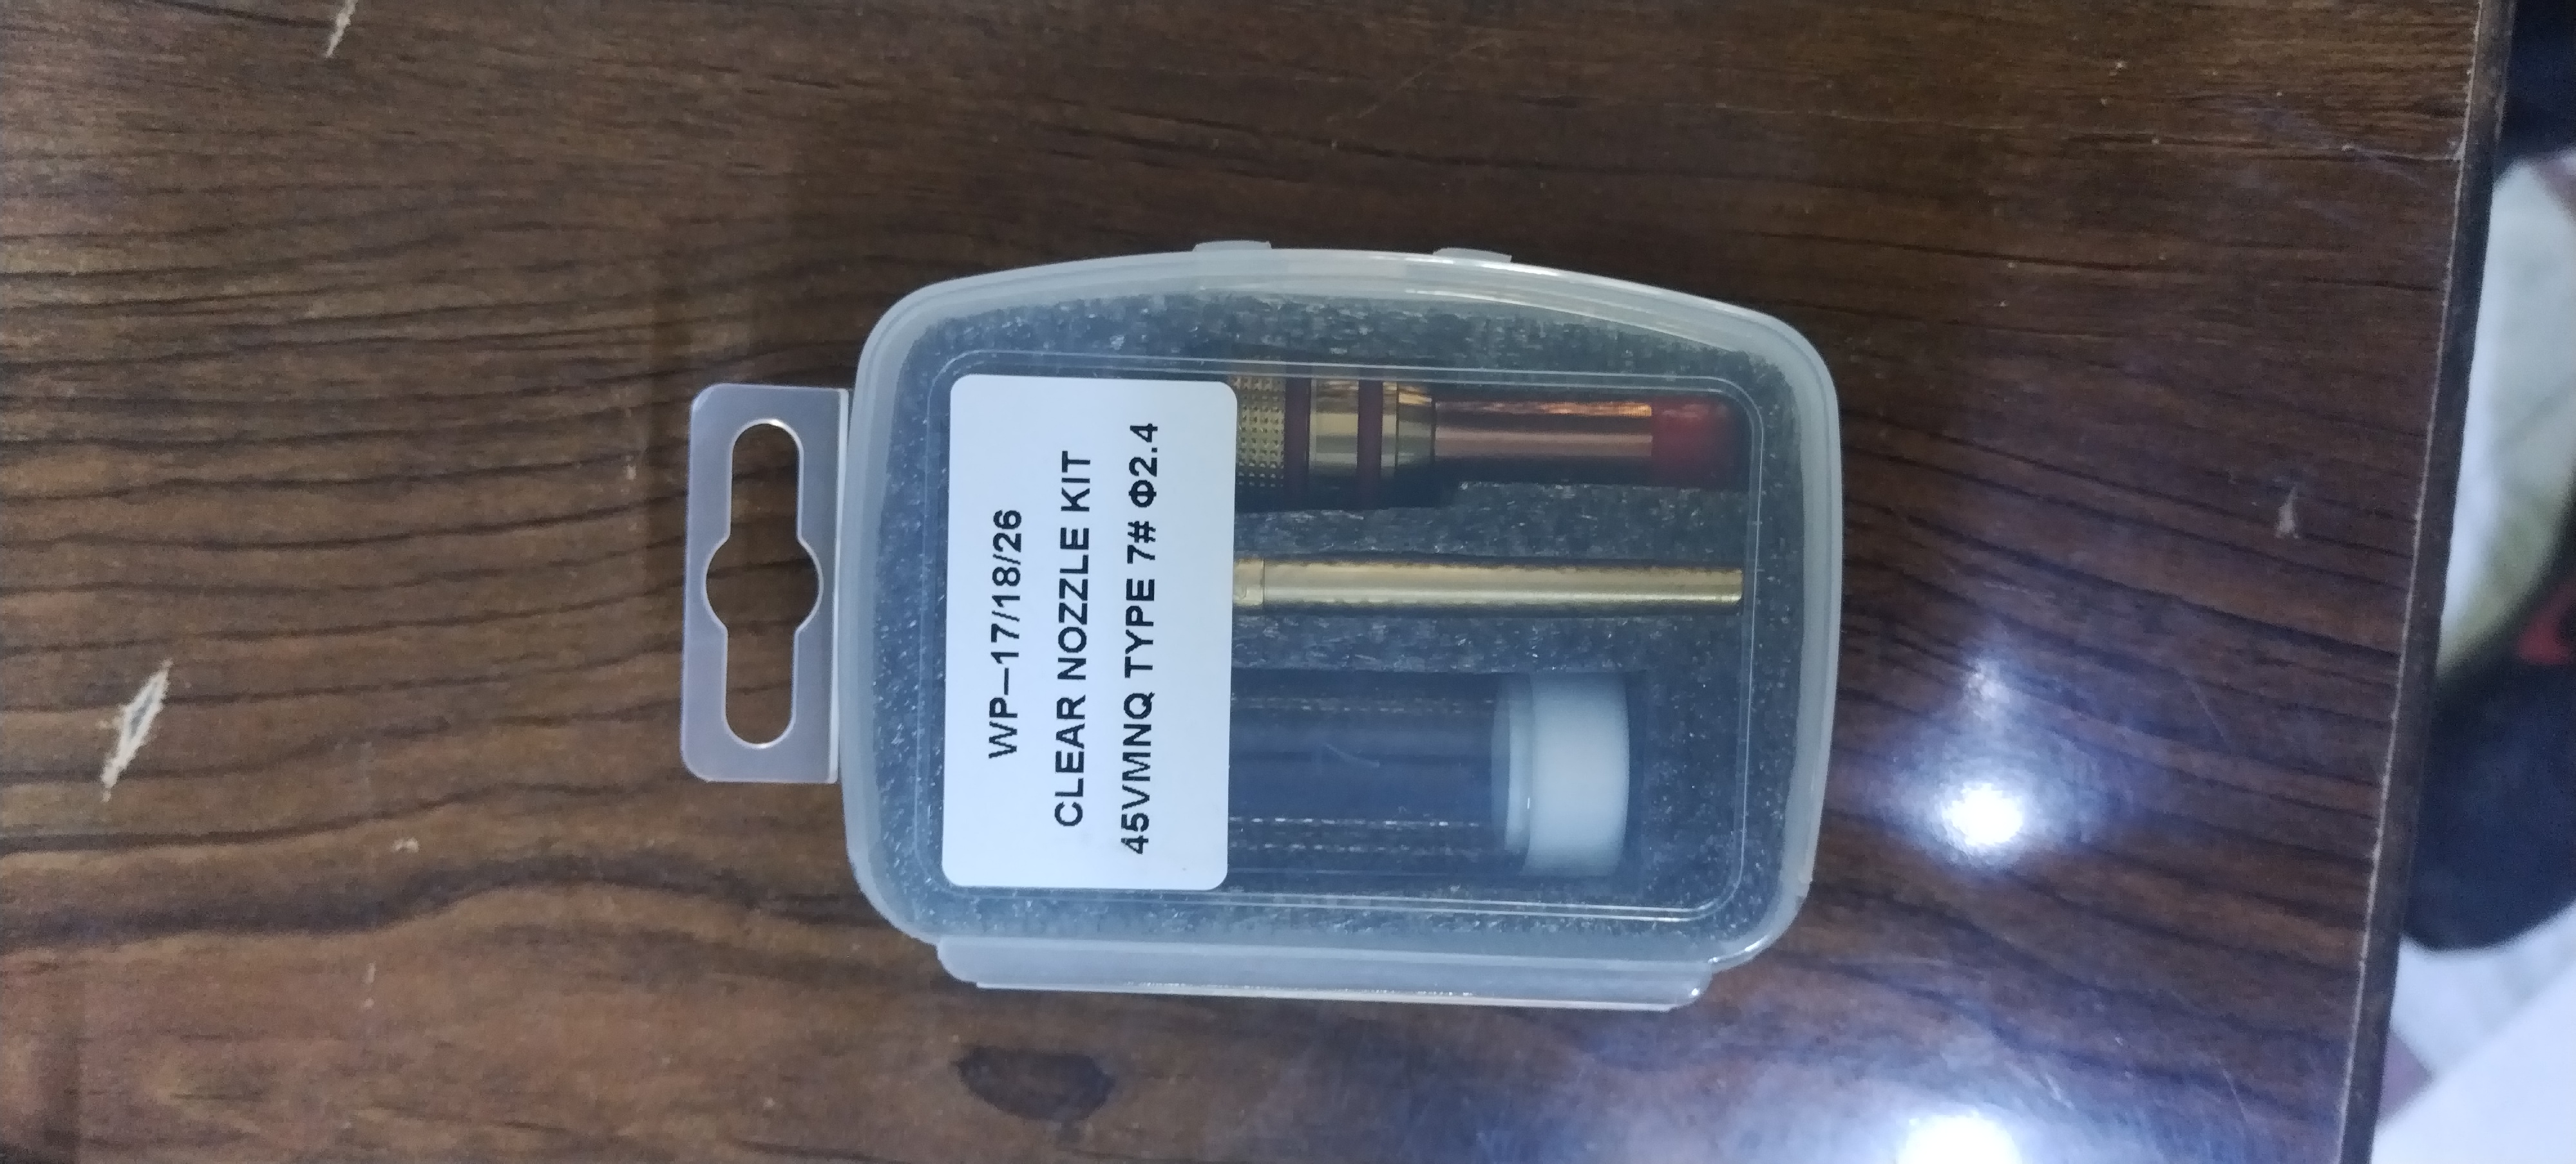 WP–17/18/26
CLEAR NOZZLE KIT
45VMNQ TYPE 7# Φ2.4